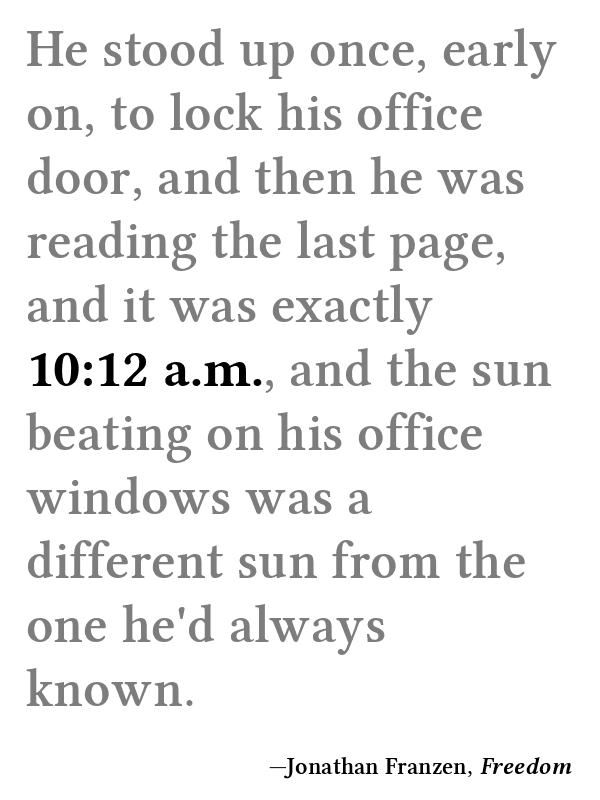 He stood up once, early
on, to lock his office
door, and then he was
reading the last page,
and it was exactly
10:12 a.m., and the sun
beating on his office
windows was a
different sun from the
one he'd always
known.
—Jonathan Franzen, Freedom